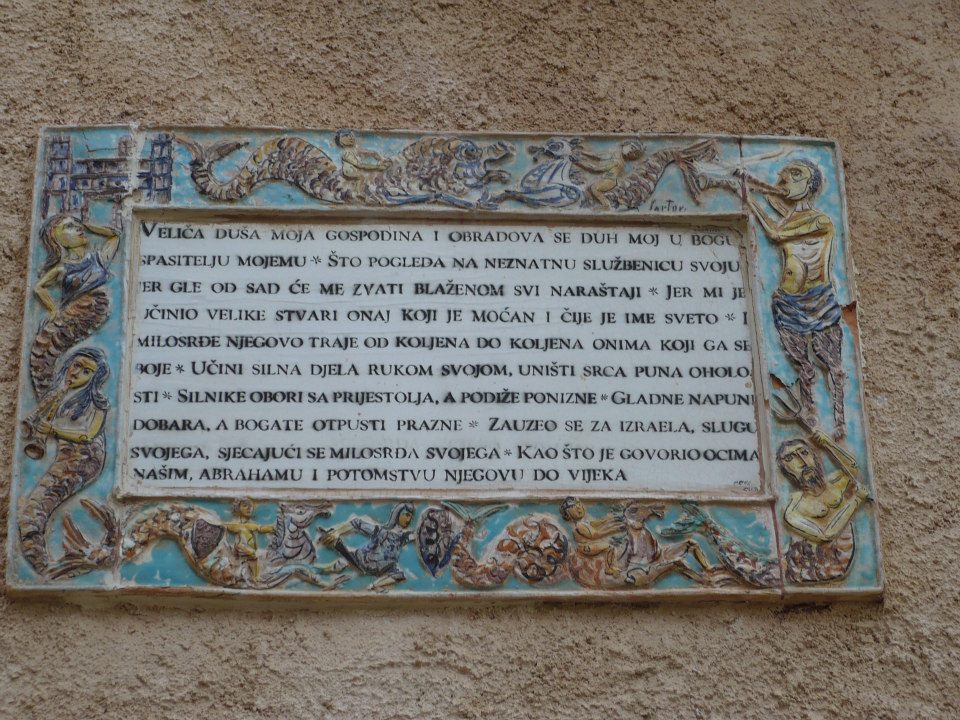 Veliča duša moja Gospodina i obradova se duh moj u Bogu,
spasitelju mojemu * Što pogleda na neznatnu službenicu svoju
jer gle od sad će me zvati blaženom svi naraštaji * Jer mi je
učinio velike stvari onaj koji je moćan i čije je ime sveto * I
milosrđe njegovo traje od koljena do koljena onima koji ga se
boje * Učini silna djela rukom svojom, uništi srca puna oholo
sti * Silnike obori sa prijestolja, a podiže ponizne * Gladne napuni
dobara, a bogate otpusti prazne * Zauzeo se za Izraela, slugu
svojega, sjecajući se milosrđa svojega * Kao što je govorio ocima
našim, Abrahamu i potomstvu njegovu do vijeka